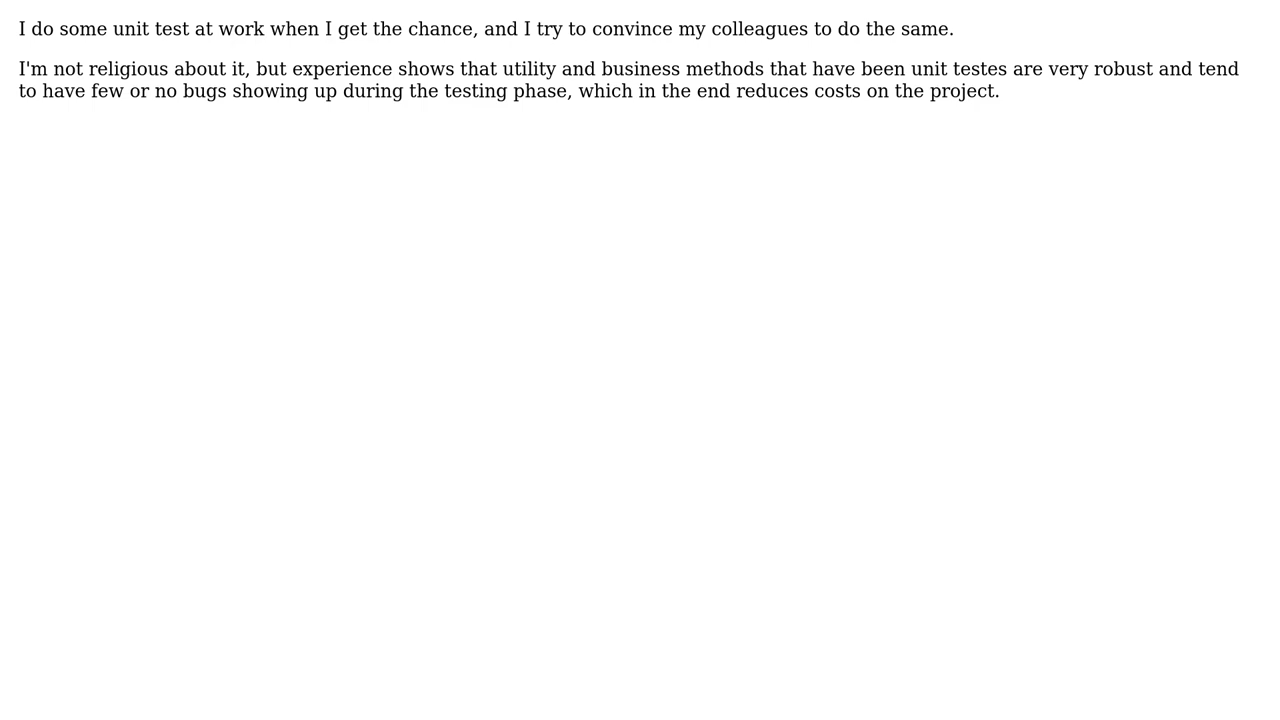 I do some unit test at work when I get the chance, and I try to convince my colleagues to do the same.
I'm not religious about it, but experience shows that utility and business methods that have been unit testes are very robust and tend
to have few or no bugs showing up during the testing phase, which in the end reduces costs on the project.